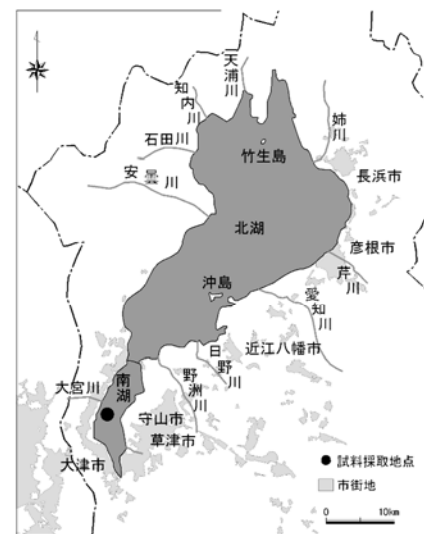 天浦川
知内川
石田川
安曇川
姉川
竹生島
長浜市
北湖
彦根市
芹川
沖島
愛知川
近江八幡市
日野川
野洲川
南湖
大宮川
守山市
草津市
大津市
試料採取地点
市街地
0
10km